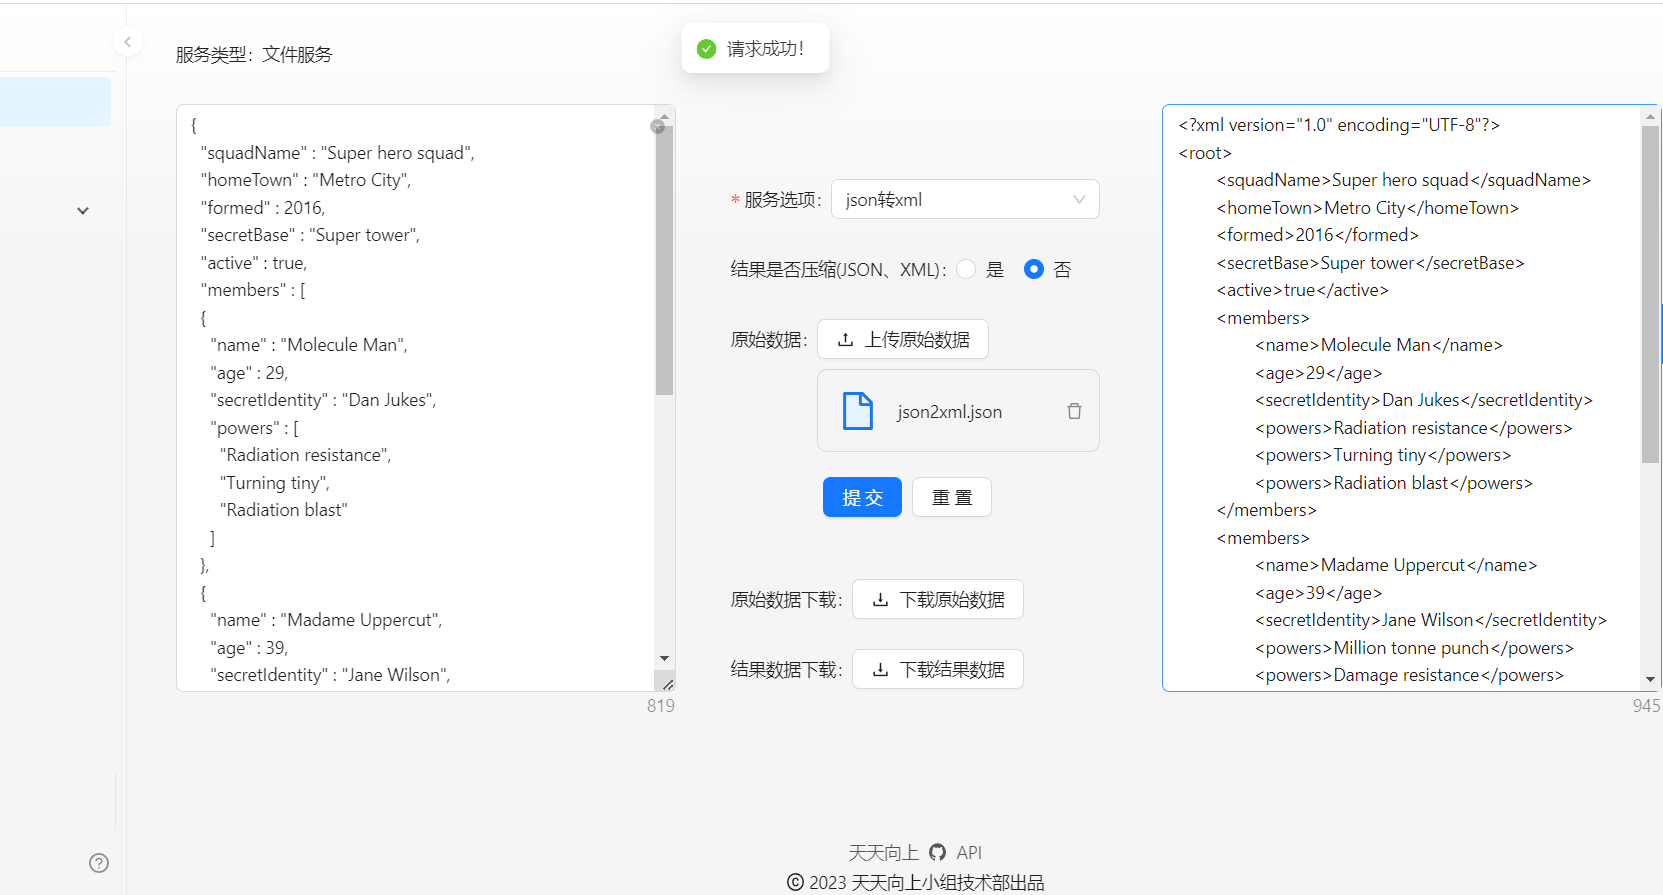 请求成功！
服务类型：文件服务
{
"squadName" : "Super hero squad",
"homeTown" : "Metro City",
"formed" : 2016,
"secretBase" : "Super tower",
"active" : true,
"members" : [
{
"name" : "Molecule Man",
"age" : 29,
"secretIdentity" : "Dan Jukes",
"powers" : [
"Radiation resistance",
"Turning tiny",
"Radiation blast"
]
},
{
"name" : "Madame Uppercut",
"age" : 39,
"secretIdentity" : "Jane Wilson",
819
* 服务选项： json转xml
结果是否压缩(JSON、XML)： 是 否
原始数据： 上传原始数据
json2xml.json
提 交 重 置
原始数据下载： 下载原始数据
结果数据下载： 下载结果数据
<?xml version="1.0" encoding="UTF-8"?>
<root>
<squadName>Super hero squad</squadName>
<homeTown>Metro City</homeTown>
<formed>2016</formed>
<secretBase>Super tower</secretBase>
<active>true</active>
<members>
<name>Molecule Man</name>
<age>29</age>
<secretIdentity>Dan Jukes</secretIdentity>
<powers>Radiation resistance</powers>
<powers>Turning tiny</powers>
<powers>Radiation blast</powers>
</members>
<members>
<name>Madame Uppercut</name>
<age>39</age>
<secretIdentity>Jane Wilson</secretIdentity>
<powers>Million tonne punch</powers>
<powers>Damage resistance</powers>
945
天天向上 API
© 2023 天天向上小组技术部出品